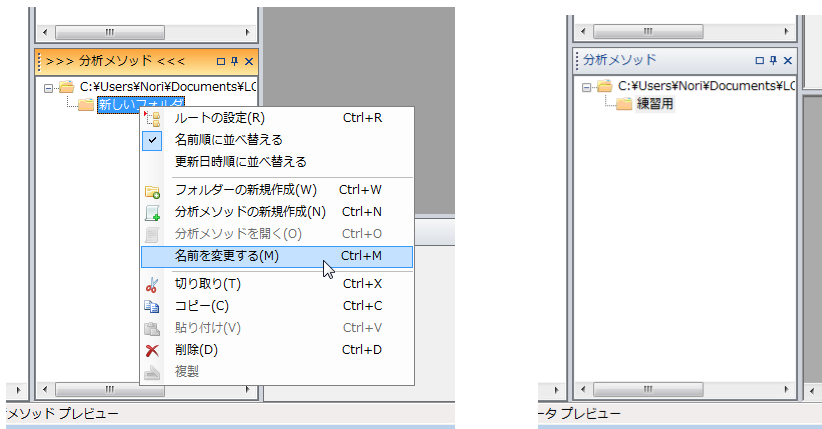 >>> 分析メソッド <<<
C:¥Users¥Nori¥Documents¥LC
新しいフォルダ
ルートの設定(R) Ctrl+R
名前順に並べ替える
更新日時順に並べ替える
フォルダーの新規作成(W) Ctrl+W
分析メソッドの新規作成(N) Ctrl+N
分析メソッドを開く(O) Ctrl+O
名前を変更する(M) Ctrl+M
切り取り(T) Ctrl+X
コピー(C) Ctrl+C
貼り付け(V) Ctrl+V
削除(D) Ctrl+D
複製
メソッド プレビュー
分析メソッド
C:¥Users¥Nori¥Documents¥LC
練習用
ータ プレビュー